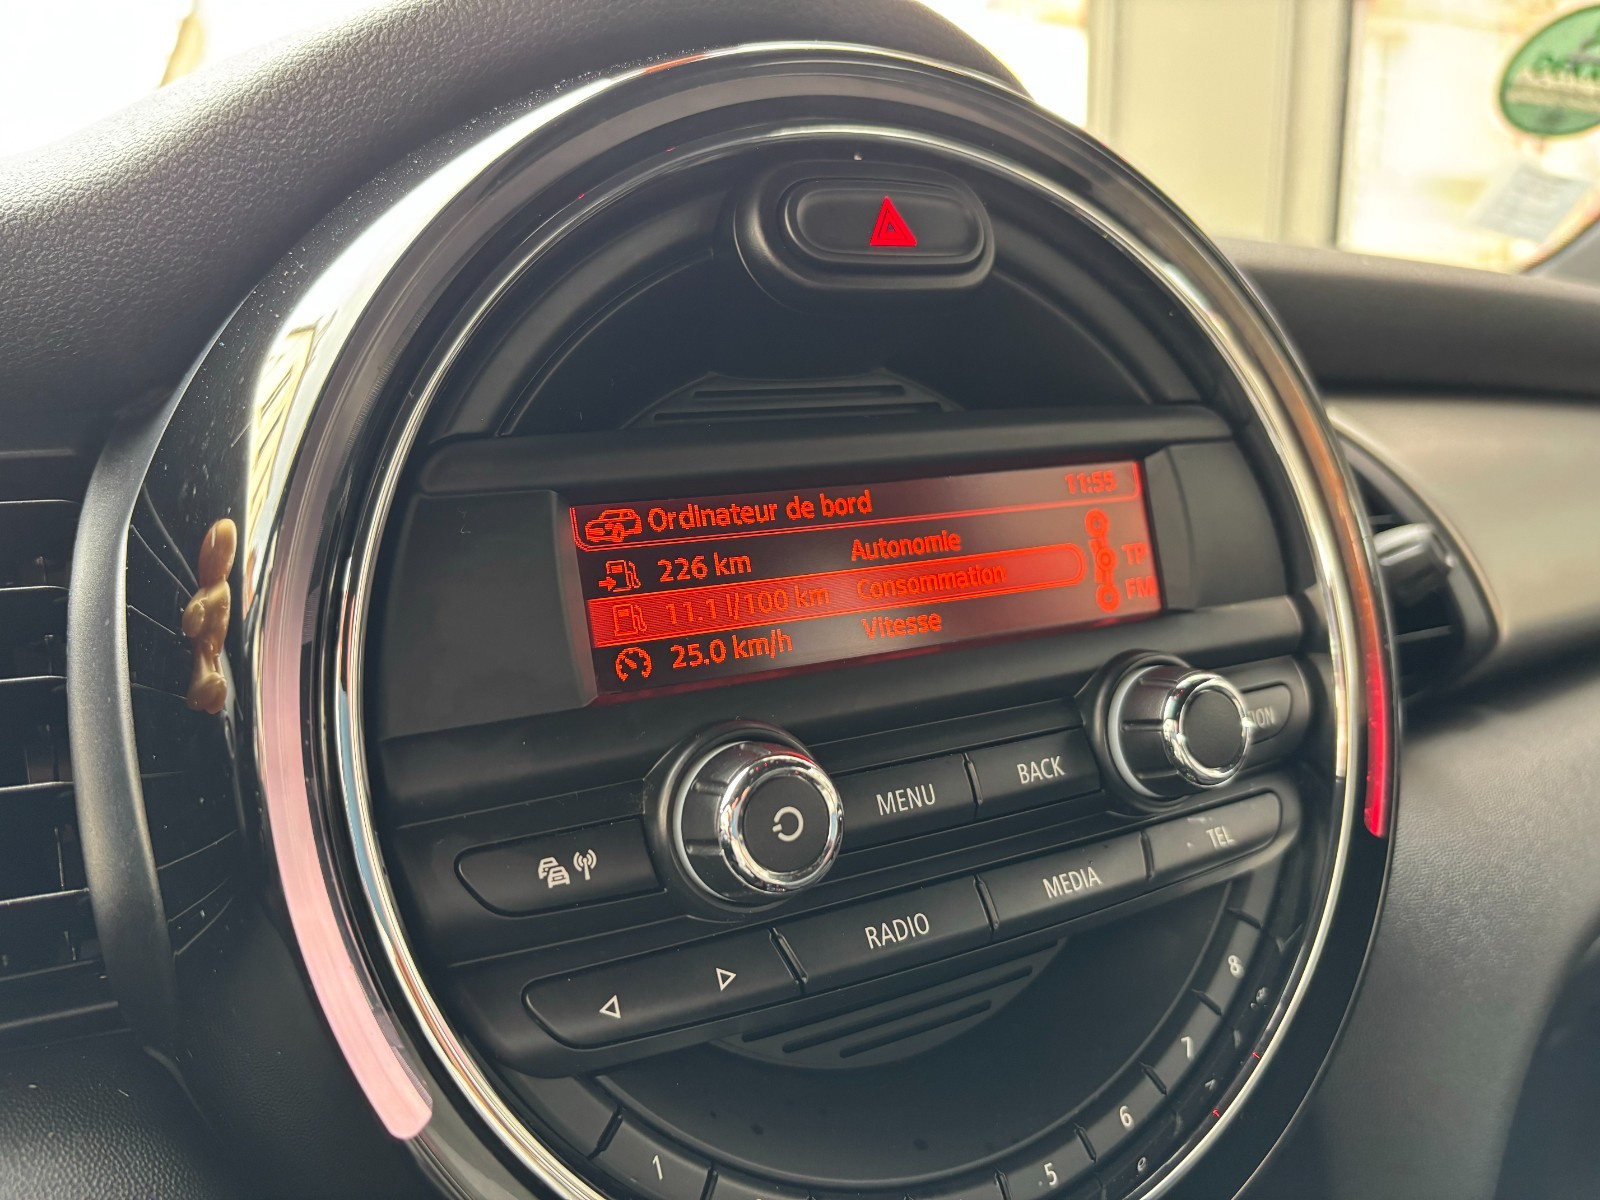 Ordinateur de bord 11:55
226 km Autonomie
11.1 l/100 km Consommation TP
25.0 km/h Vitesse FM
MENU BACK
RADIO MEDIA TEL
1 5 6 7 8